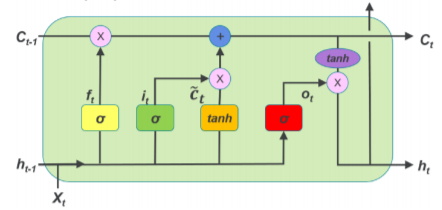 C_{t-1} X + C_t
tanh
X X
f_t i_t c̃_t o_t
σ σ tanh σ
h_{t-1} h_t
X_t